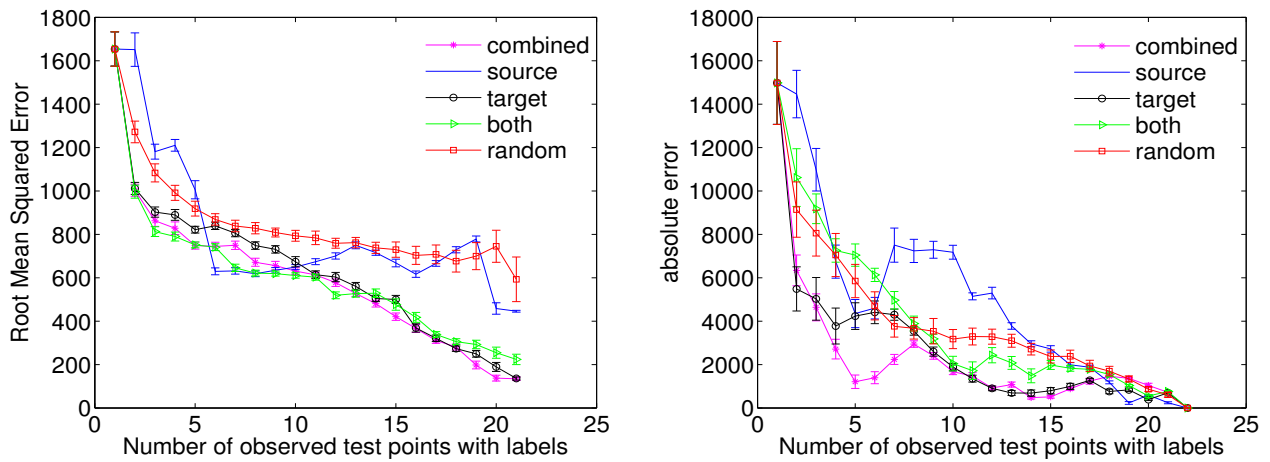 Root Mean Squared Error
1800
1600
1400
1200
1000
800
600
400
200
0
0 5 10 15 20 25
Number of observed test points with labels
combined
source
target
both
random
absolute error
18000
16000
14000
12000
10000
8000
6000
4000
2000
0
0 5 10 15 20 25
Number of observed test points with labels
combined
source
target
both
random